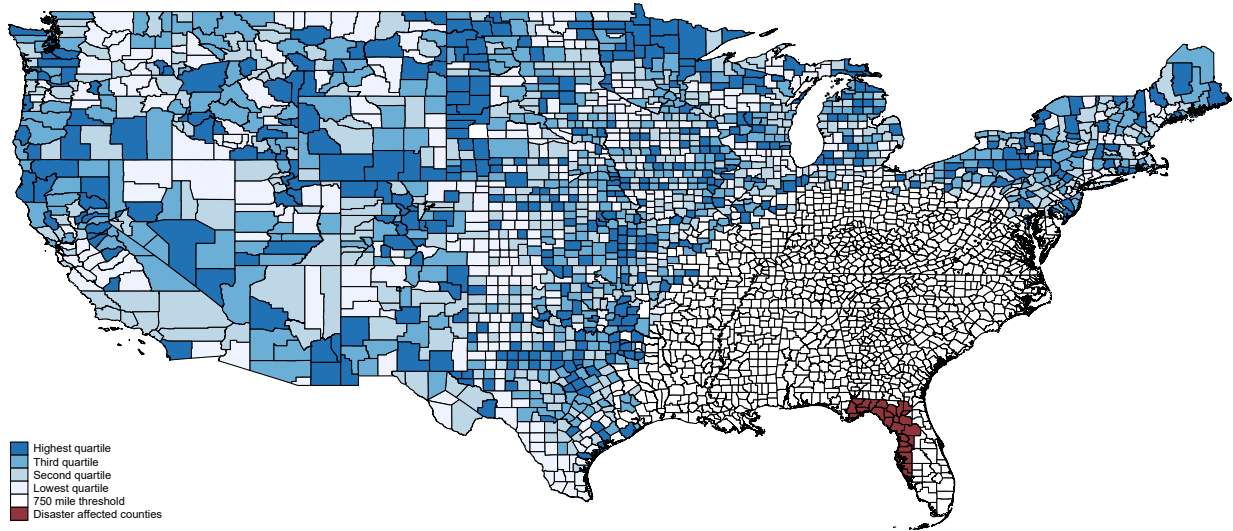 Highest quartile
Third quartile
Second quartile
Lowest quartile
750 mile threshold
Disaster affected counties